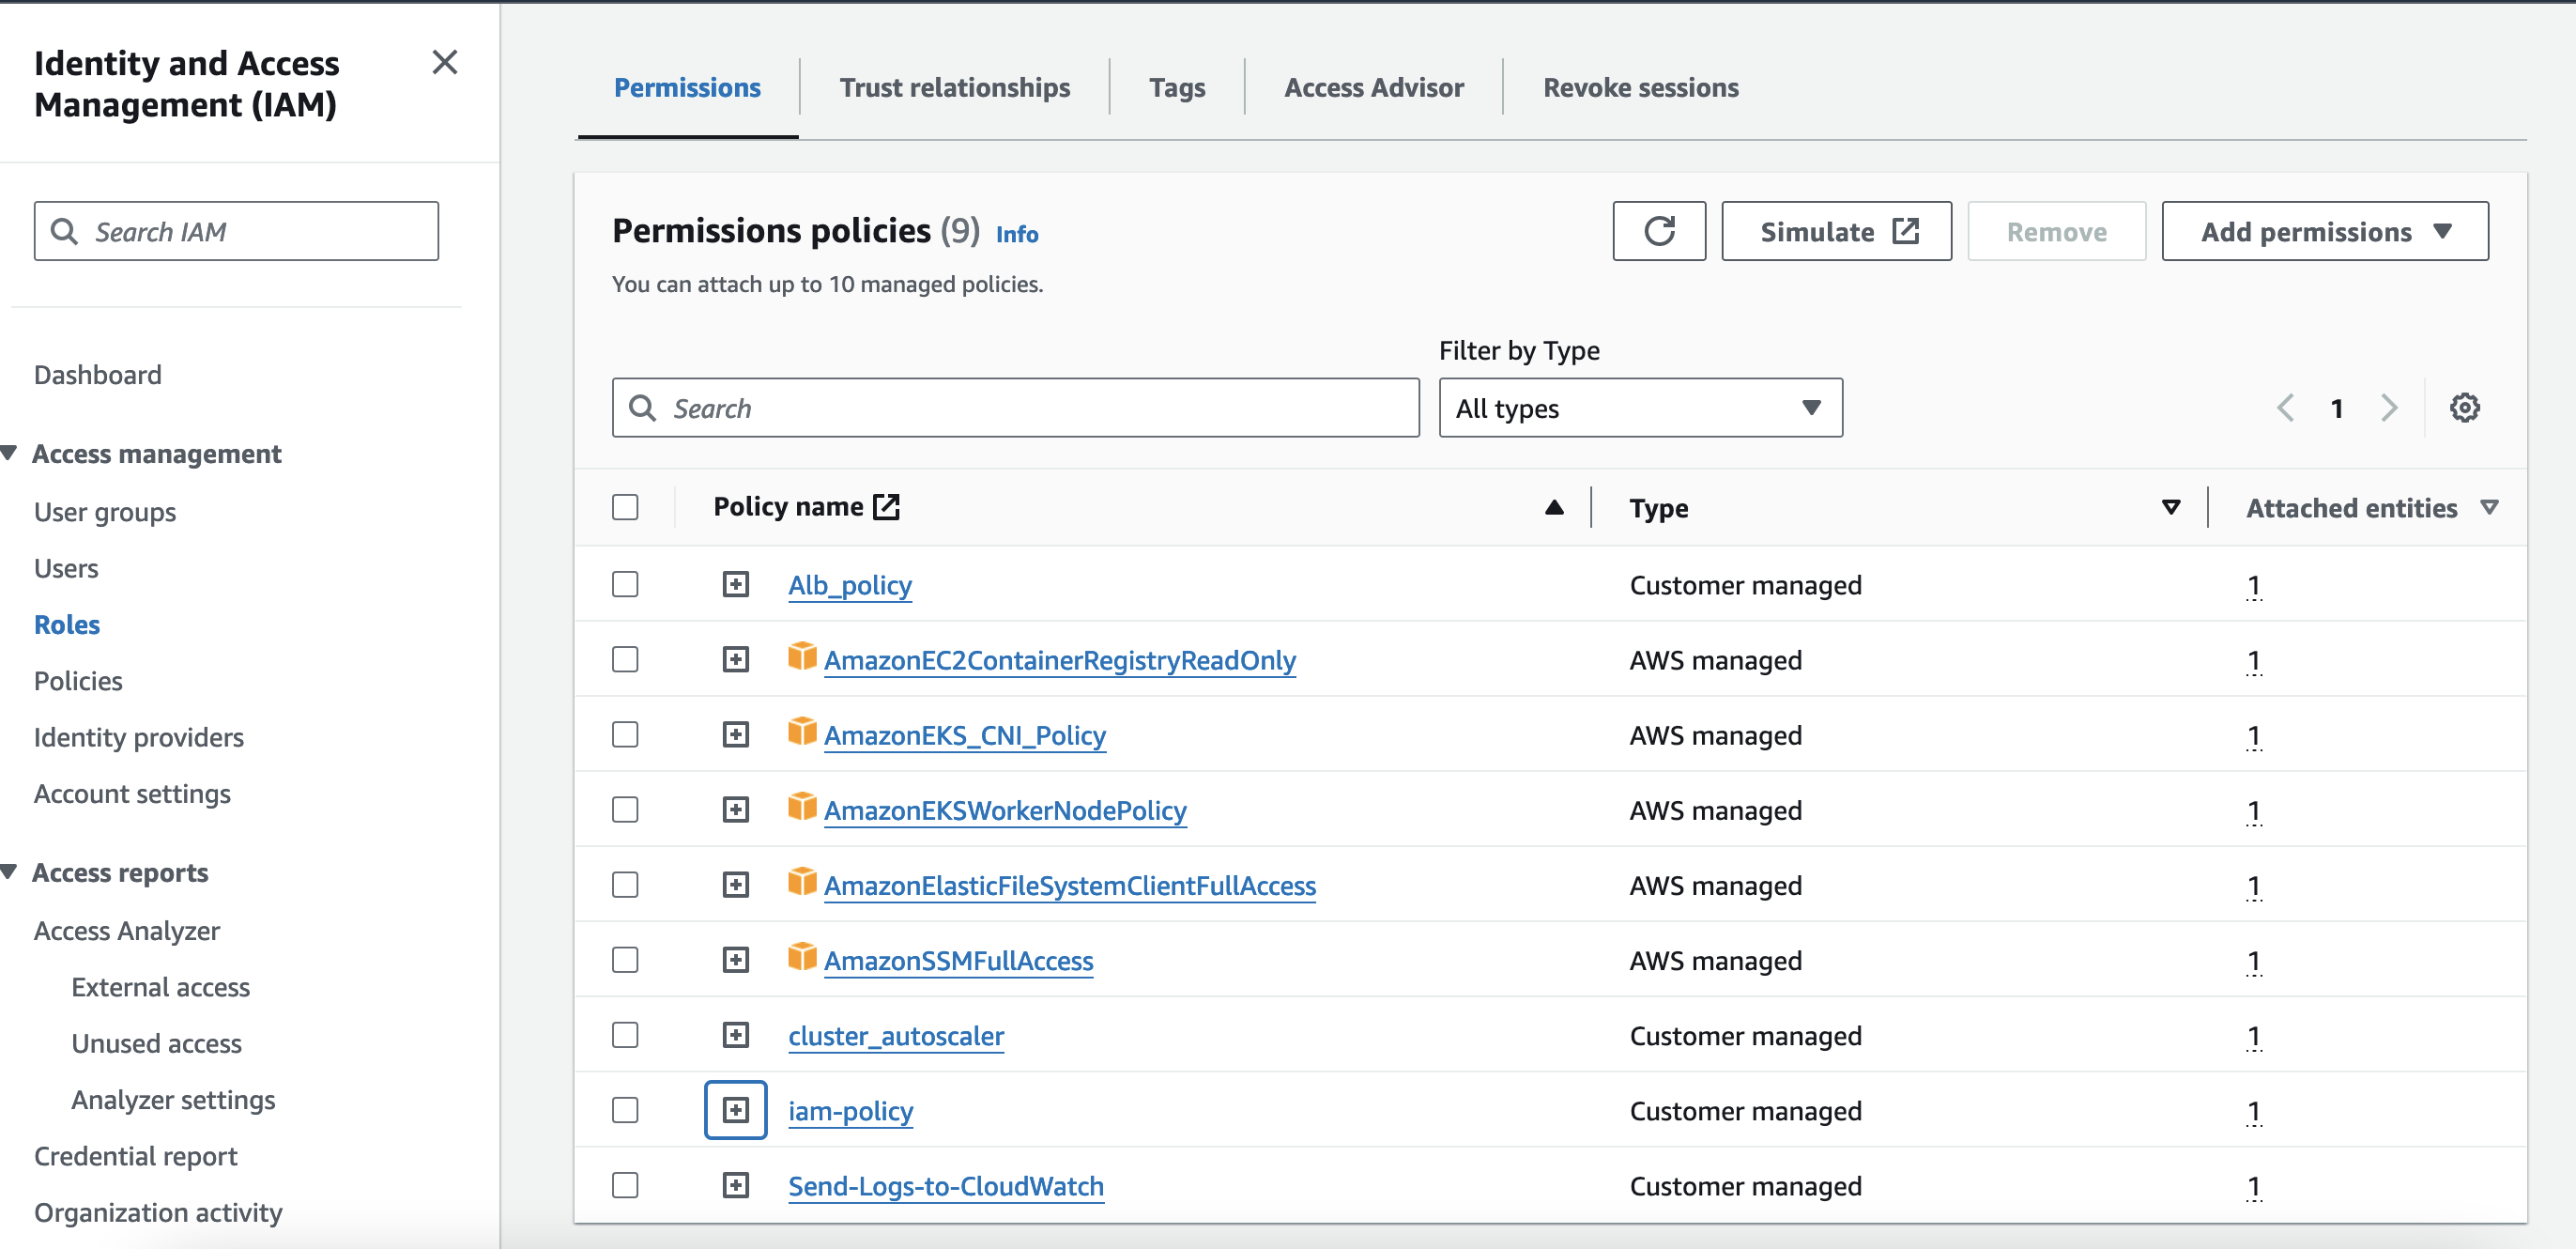 Identity and Access
Management (IAM)
Search IAM
Dashboard
Access management
User groups
Users
Roles
Policies
Identity providers
Account settings
Access reports
Access Analyzer
External access
Unused access
Analyzer settings
Credential report
Organization activity
Permissions Trust relationships Tags Access Advisor Revoke sessions
Permissions policies (9) Info
Simulate Remove Add permissions
You can attach up to 10 managed policies.
Filter by Type
Search All types 1
Policy name Type Attached entities
Alb_policy Customer managed 1
AmazonEC2ContainerRegistryReadOnly AWS managed 1
AmazonEKS_CNI_Policy AWS managed 1
AmazonEKSWorkerNodePolicy AWS managed 1
AmazonElasticFileSystemClientFullAccess AWS managed 1
AmazonSSMFullAccess AWS managed 1
cluster_autoscaler Customer managed 1
iam-policy Customer managed 1
Send-Logs-to-CloudWatch Customer managed 1